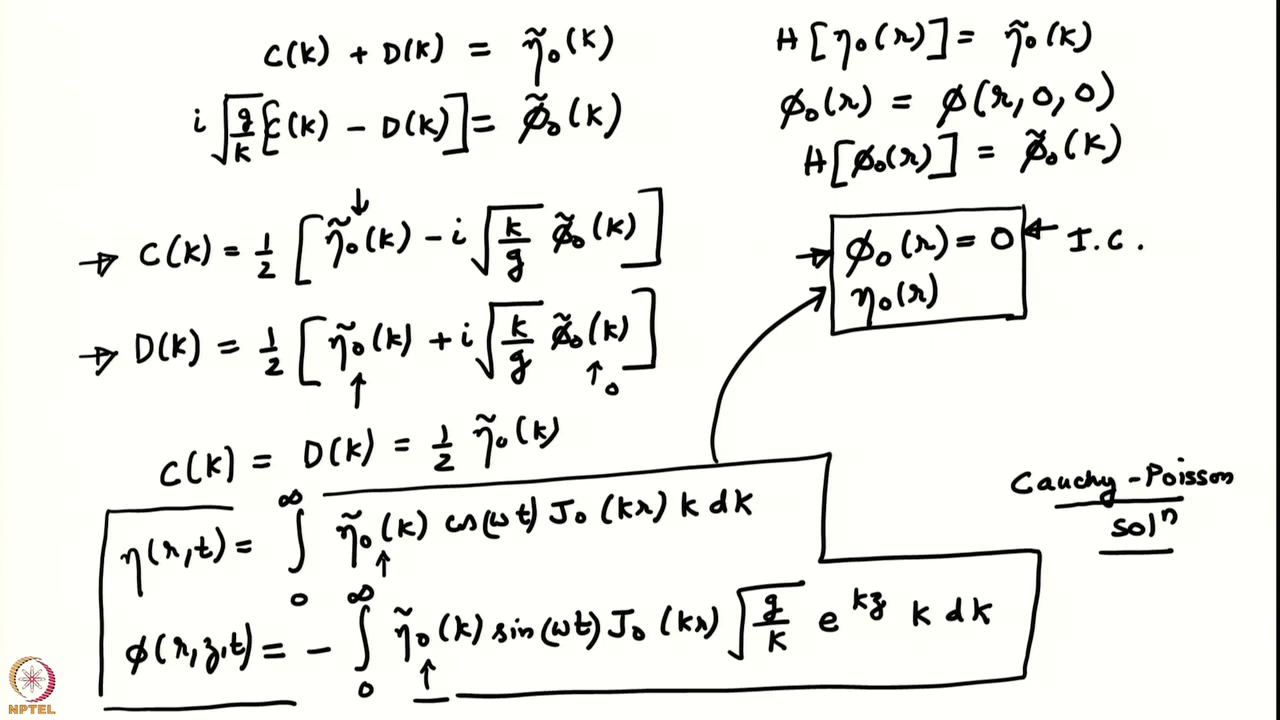 C(k) + D(k) = η̃₀(k)
i √(g/k) [C(k) − D(k)] = φ̃₀(k)
H[η₀(r)] = η̃₀(k)
φ₀(r) = φ(r, 0, 0)
H[φ₀(r)] = φ̃₀(k)
→ C(k) = 1/2 [η̃₀(k) − i √(k/g) φ̃₀(k)]
→ D(k) = 1/2 [η̃₀(k) + i √(k/g) φ̃₀(k)]
↑ 0
→ φ₀(r) = 0 ← I.C.
η₀(r)
C(k) = D(k) = 1/2 η̃₀(k)
η(r,t) = ∫₀^∞ η̃₀(k) cos(ωt) J₀(kr) k dk
φ(r,z,t) = − ∫₀^∞ η̃₀(k) sin(ωt) J₀(kr) √(g/k) e^{kz} k dk
Cauchy-Poisson
solⁿ
NPTEL